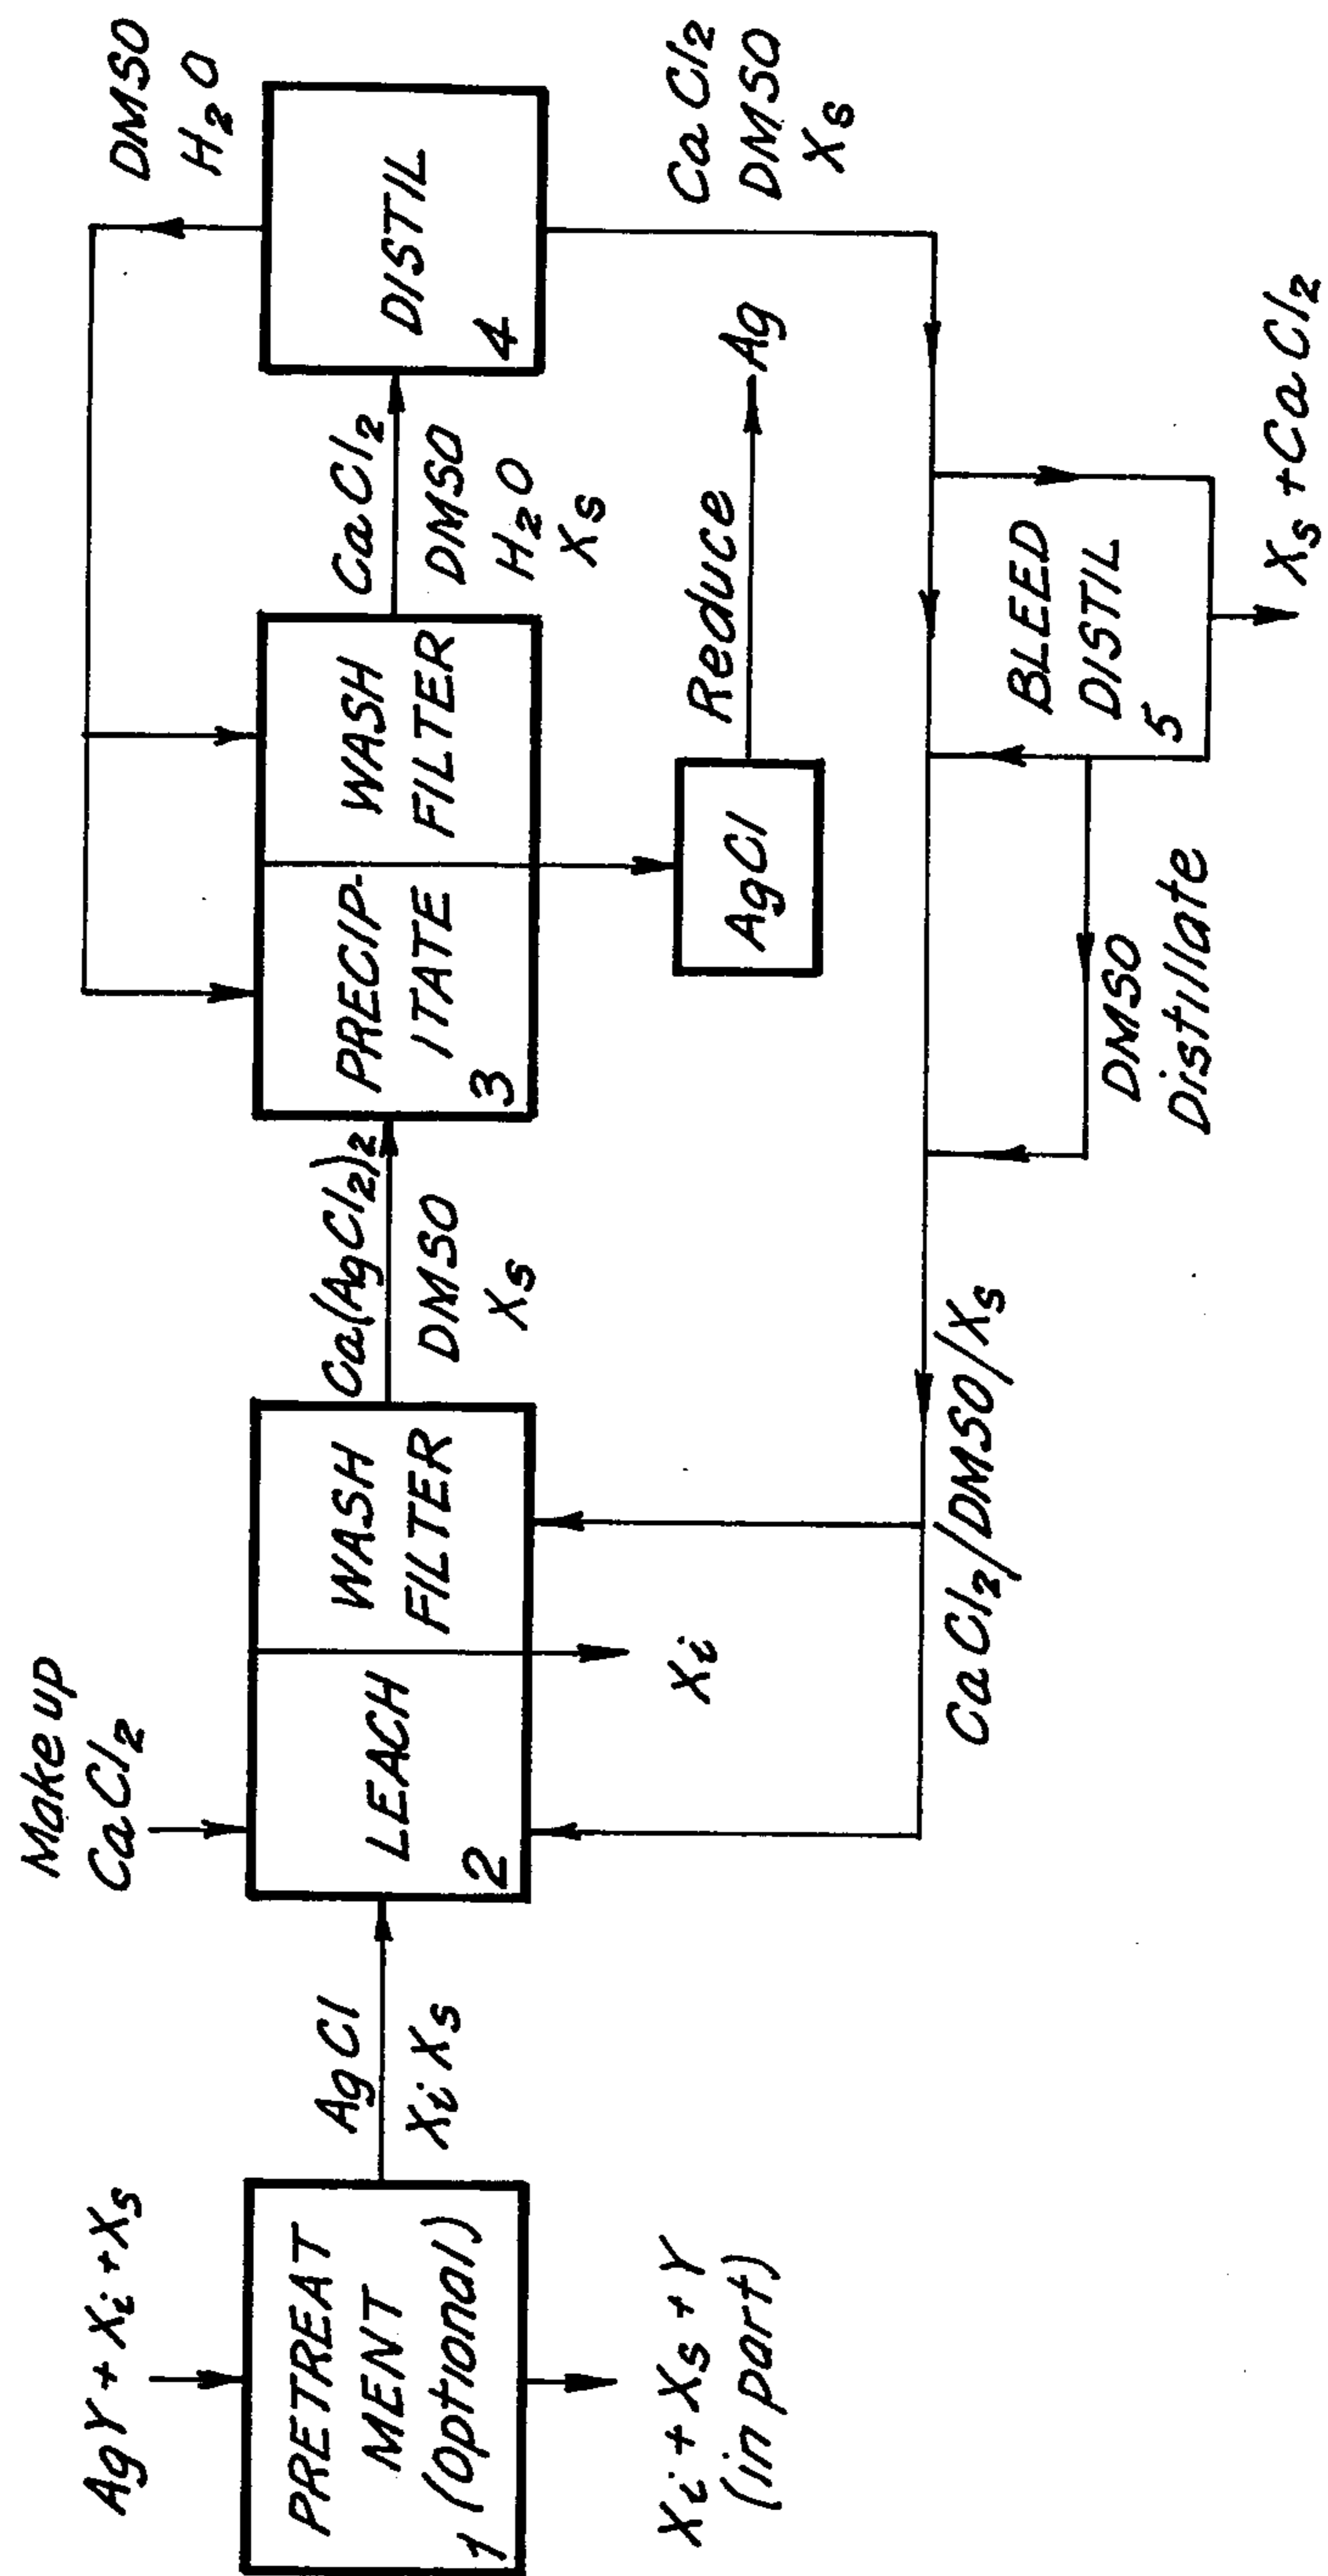 AgY + Xi + Xs
PRETREAT
MENT
(Optional)
1
Xi + Xs + Y
(in part)
AgCl
Xi Xs
Make up
CaCl2
LEACH
2
WASH
FILTER
Xi
Ca(AgCl2)2
DMSO
Xs
PRECIP-
ITATE
3
WASH
FILTER
AgCl
Reduce
Ag
CaCl2
DMSO
H2O
Xs
DISTIL
4
DMSO
H2O
CaCl2
DMSO
Xs
BLEED
DISTIL
5
Xs + CaCl2
DMSO
Distillate
CaCl2/DMSO/Xs